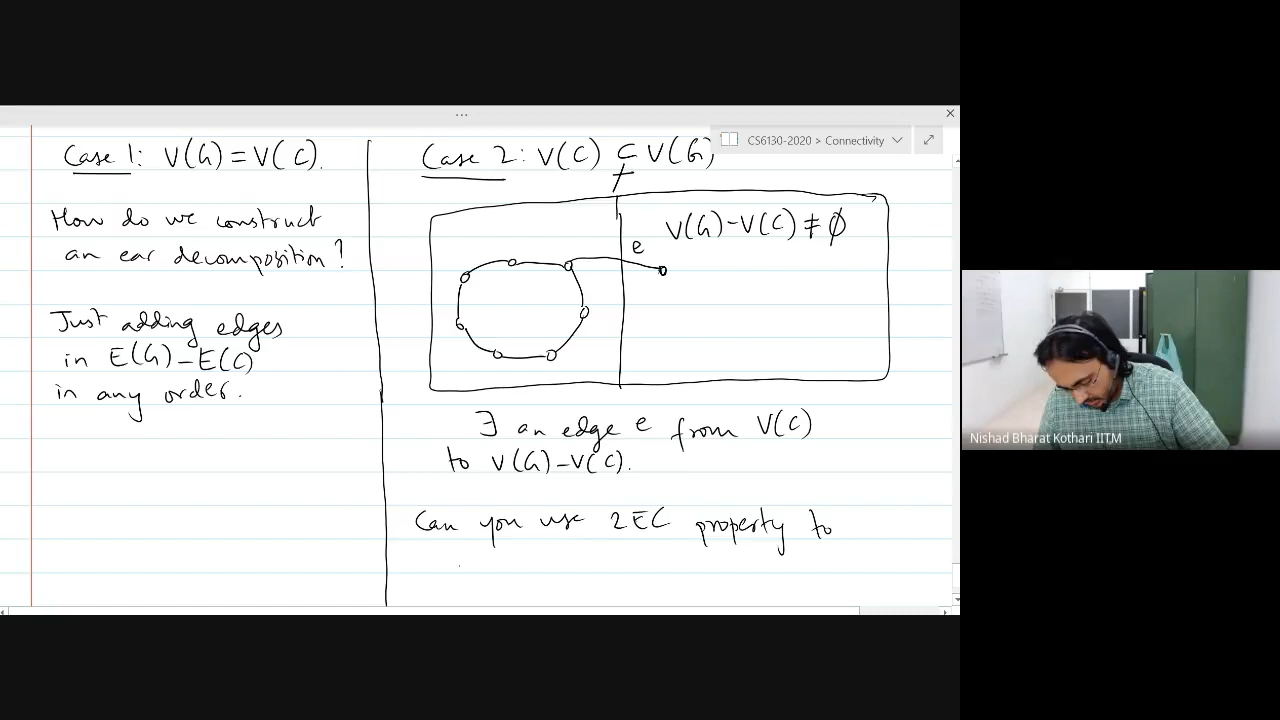 CS6130-2020 > Connectivity
Case 1: V(G) = V(C).
How do we construct
an ear decomposition?
Just adding edges
in E(G) - E(C)
in any order.
Case 2: V(C) ⊊ V(G)
V(G) - V(C) ≠ ∅
e
∃ an edge e from V(C)
to V(G) - V(C).
Can you use 2EC property to
Nishad Bharat Kothari IITM